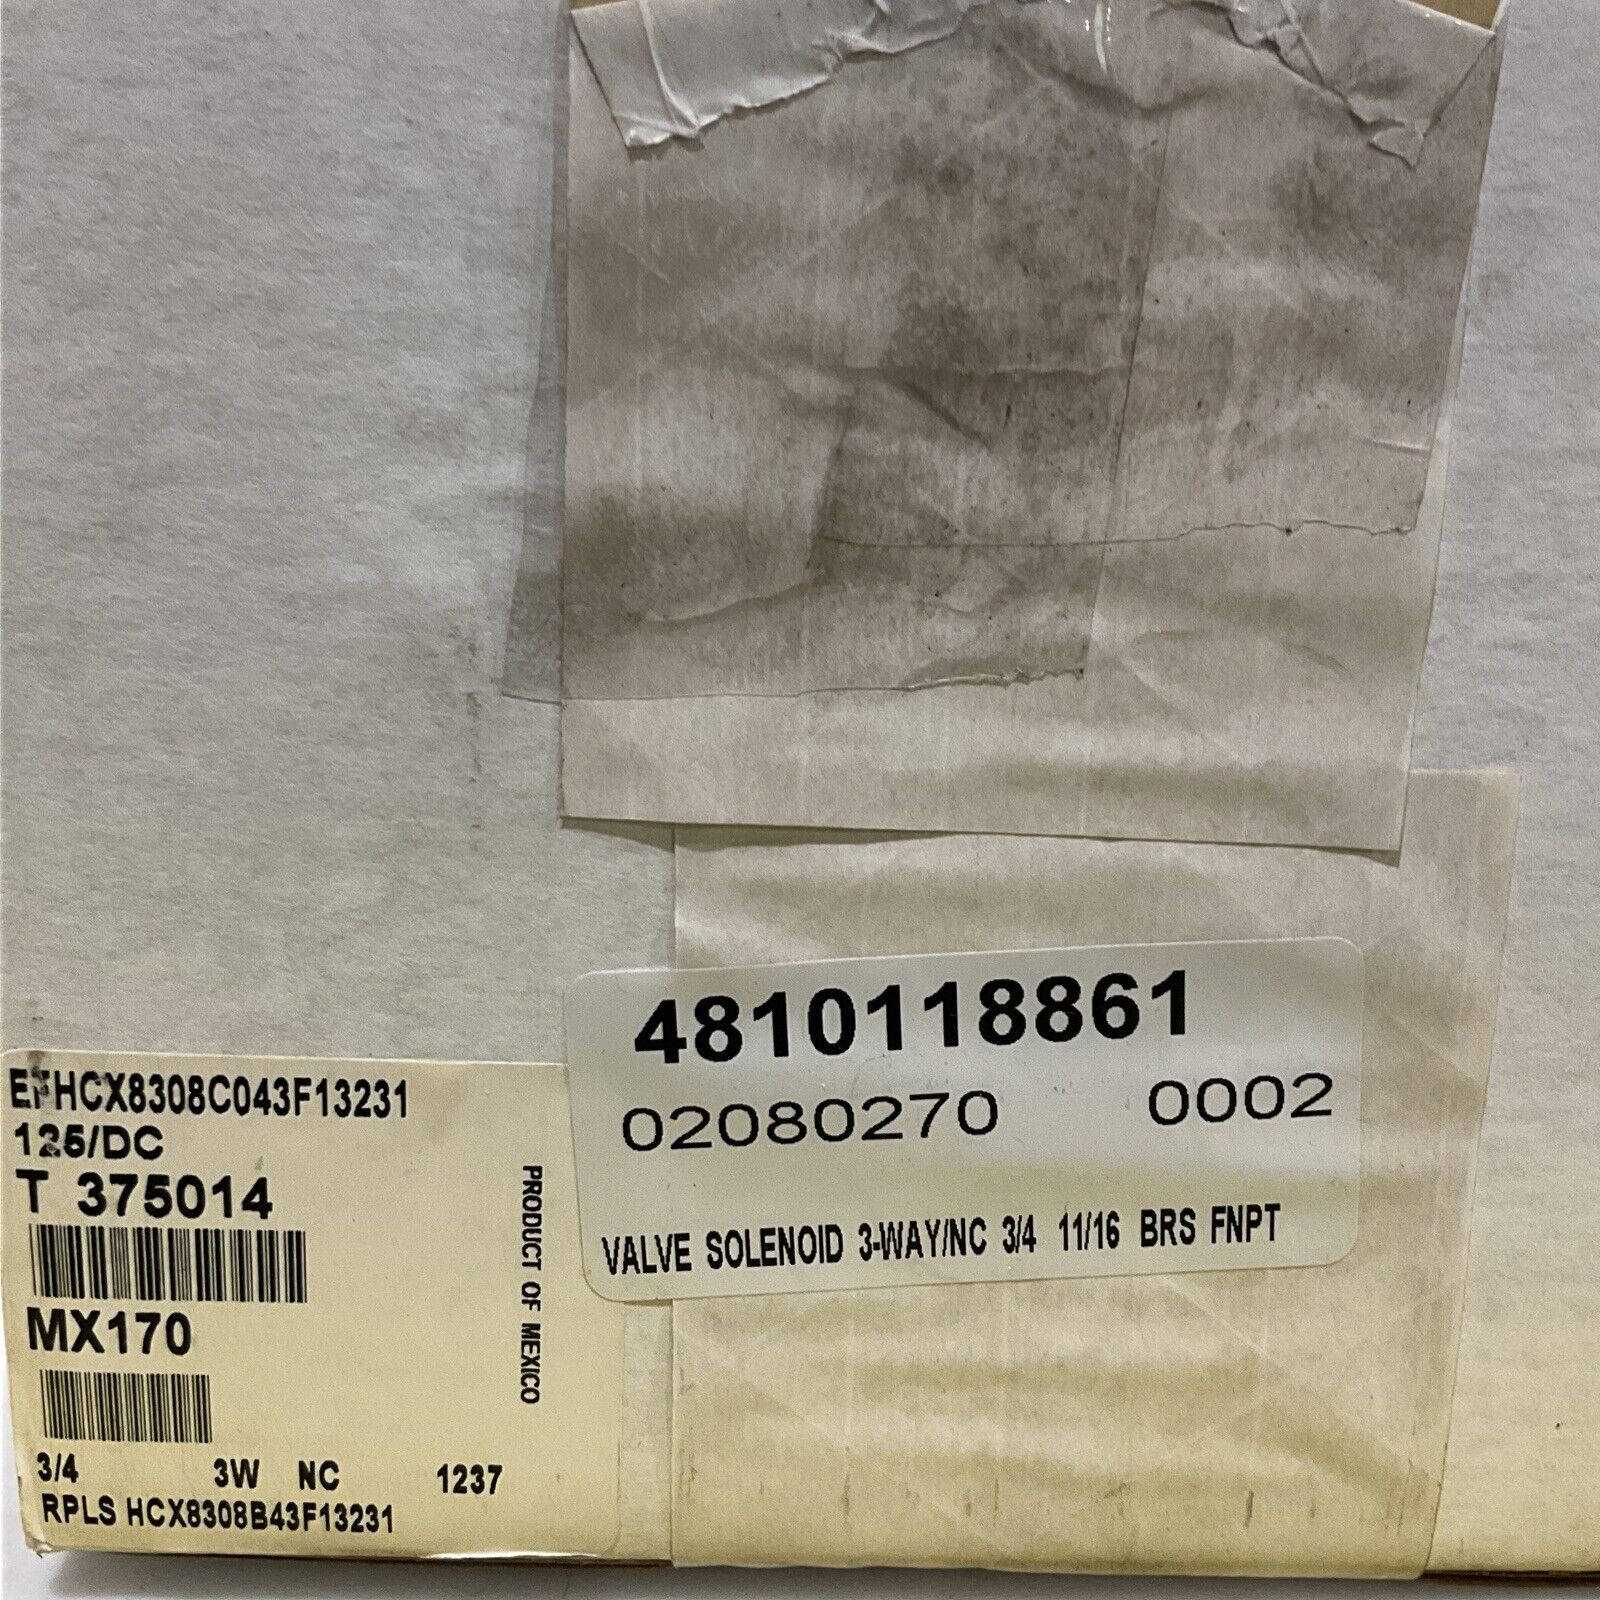 4810118861
02080270 0002
VALVE SOLENOID 3-WAY/NC 3/4 11/16 BRS FNPT
EFHCX8308C043F13231
125/DC
T 375014
MX170
3/4 3W NC 1237
RPLS HCX8308B43F13231
PRODUCT OF MEXICO